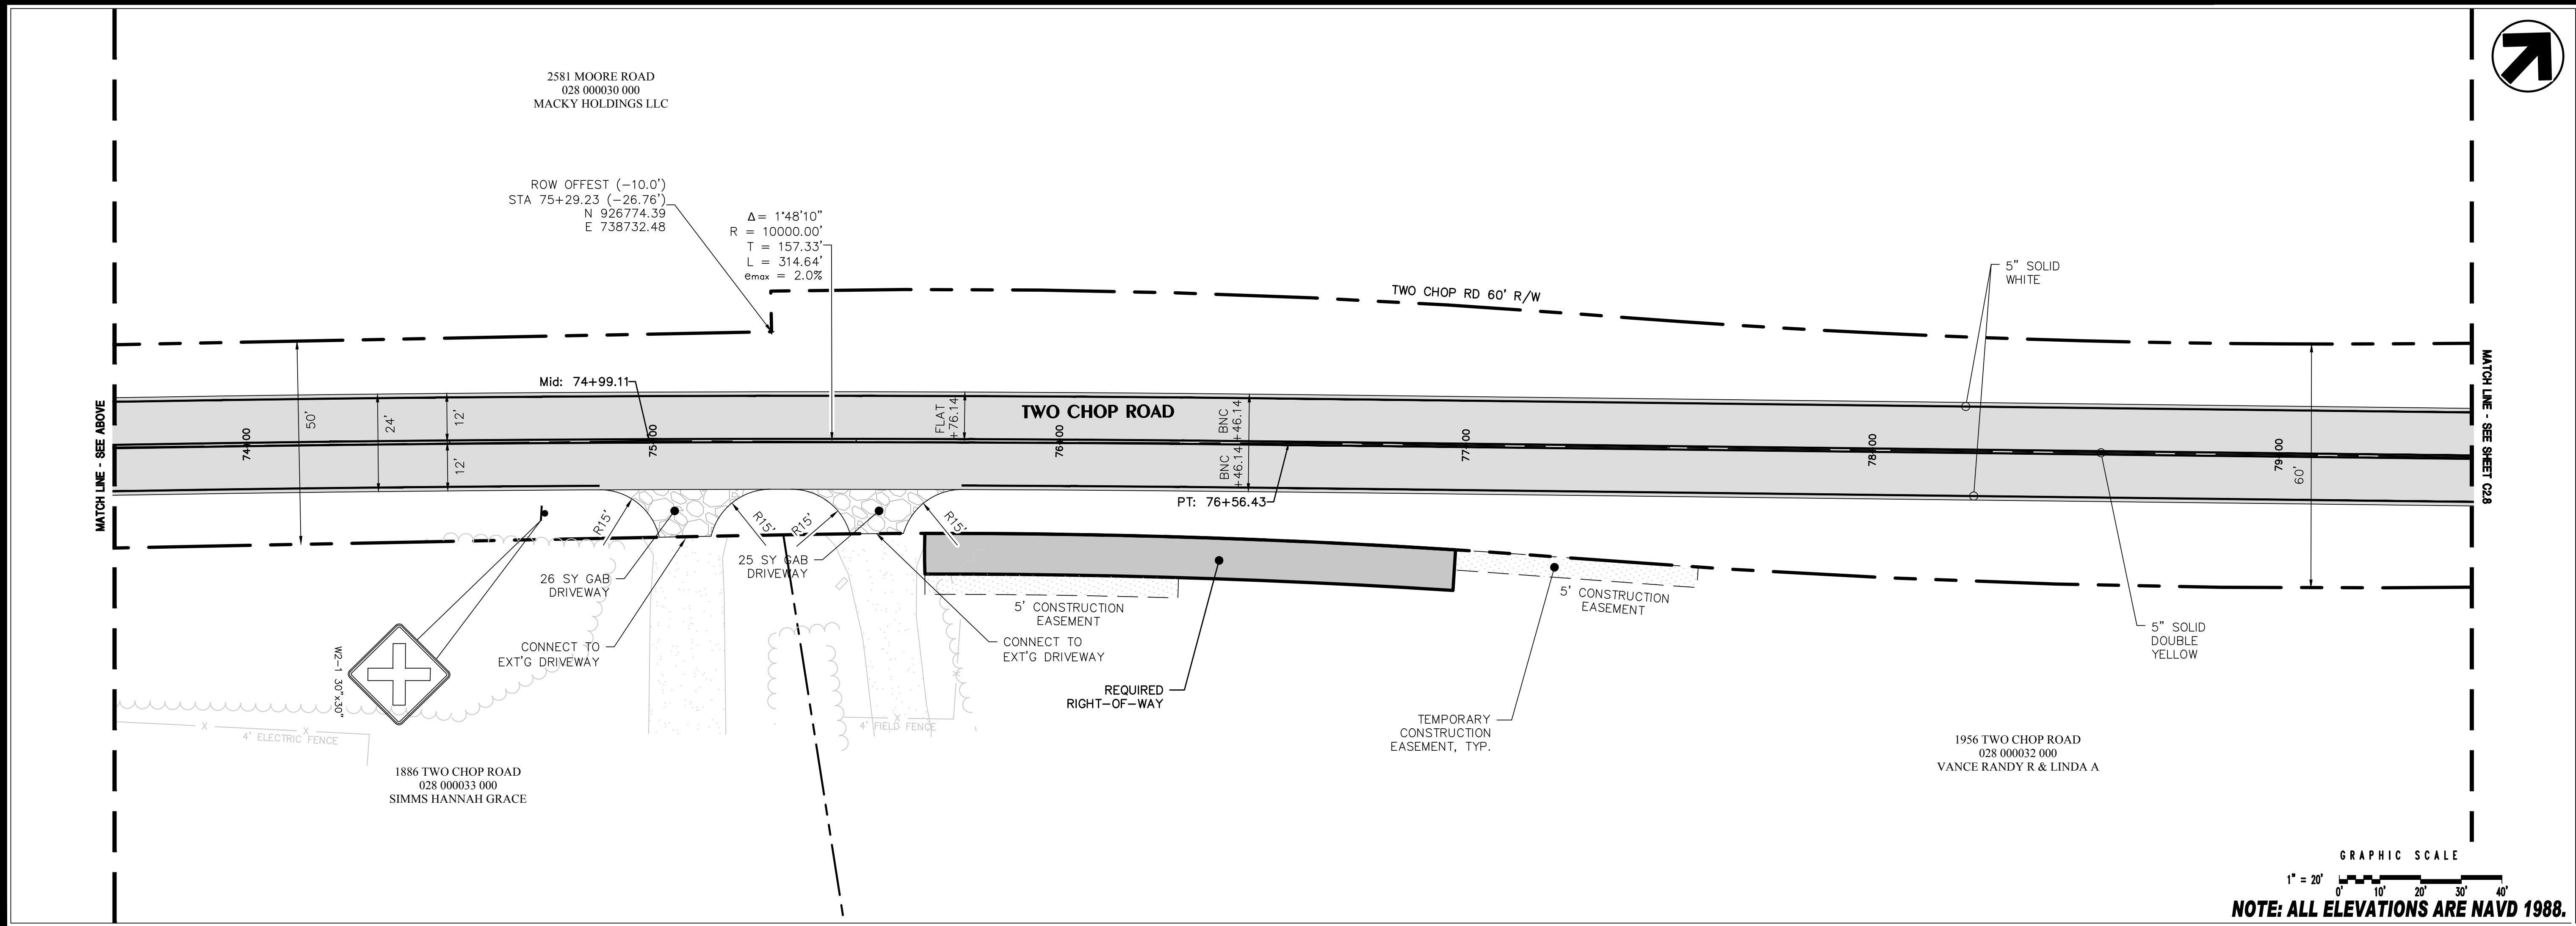 2581 MOORE ROAD
028 000030 000
MACKY HOLDINGS LLC
ROW OFFEST (-10.0')
STA 75+29.23 (-26.76')
N 926774.39
E 738732.48
Δ= 1°48'10"
R = 10000.00'
T = 157.33'
L = 314.64'
emax = 2.0%
TWO CHOP RD 60' R/W
5" SOLID
WHITE
MATCH LINE - SEE ABOVE
MATCH LINE - SEE SHEET C2.8
Mid: 74+99.11
TWO CHOP ROAD
50'
24'
12'
12'
FLAT
+76.14
BNC
+46.14
BNC
+46.14
74+00
75+00
76+00
77+00
78+00
79+00
60'
PT: 76+56.43
R15'
R15'
R15'
R15'
26 SY GAB
DRIVEWAY
25 SY GAB
DRIVEWAY
CONNECT TO
EXT'G DRIVEWAY
CONNECT TO
EXT'G DRIVEWAY
5' CONSTRUCTION
EASEMENT
5' CONSTRUCTION
EASEMENT
REQUIRED
RIGHT-OF-WAY
TEMPORARY
CONSTRUCTION
EASEMENT, TYP.
5" SOLID
DOUBLE
YELLOW
W2-1 30"x30"
X
X
4' ELECTRIC FENCE
X
X
4' FIELD FENCE
1886 TWO CHOP ROAD
028 000033 000
SIMMS HANNAH GRACE
1956 TWO CHOP ROAD
028 000032 000
VANCE RANDY R & LINDA A
GRAPHIC SCALE
1" = 20'
0' 10' 20' 30' 40'
NOTE: ALL ELEVATIONS ARE NAVD 1988.